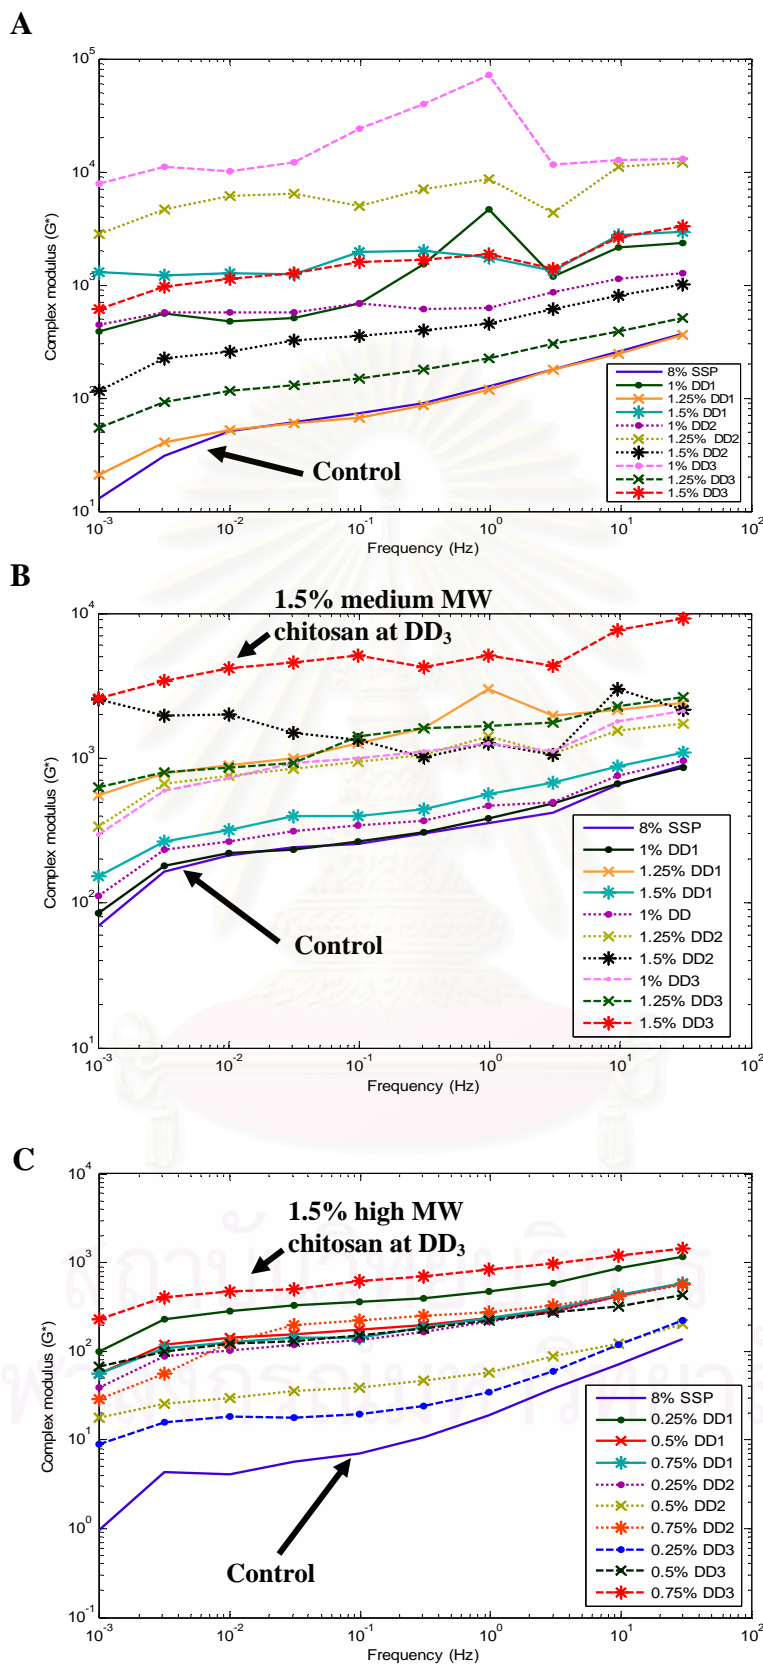 A
10^5
10^4
10^3
10^2
10^1
Complex modulus (G*)
8% SSP
1% DD1
1.25% DD1
1.5% DD1
1% DD2
1.25% DD2
1.5% DD2
1% DD3
1.25% DD3
1.5% DD3
Control
10^-3 10^-2 10^-1 10^0 10^1 10^2
Frequency (Hz)
B
1.5% medium MW
chitosan at DD₃
10^4
10^3
10^2
10^1
Complex modulus (G*)
8% SSP
1% DD1
1.25% DD1
1.5% DD1
1% DD
1.25% DD2
1.5% DD2
1% DD3
1.25% DD3
1.5% DD3
Control
10^-3 10^-2 10^-1 10^0 10^1 10^2
Frequency (Hz)
C
1.5% high MW
chitosan at DD₃
10^4
10^3
10^2
10^1
10^0
10^-1
Complex modulus (G*)
8% SSP
0.25% DD1
0.5% DD1
0.75% DD1
0.25% DD2
0.5% DD2
0.75% DD2
0.25% DD3
0.5% DD3
0.75% DD3
Control
10^-3 10^-2 10^-1 10^0 10^1 10^2
Frequency (Hz)